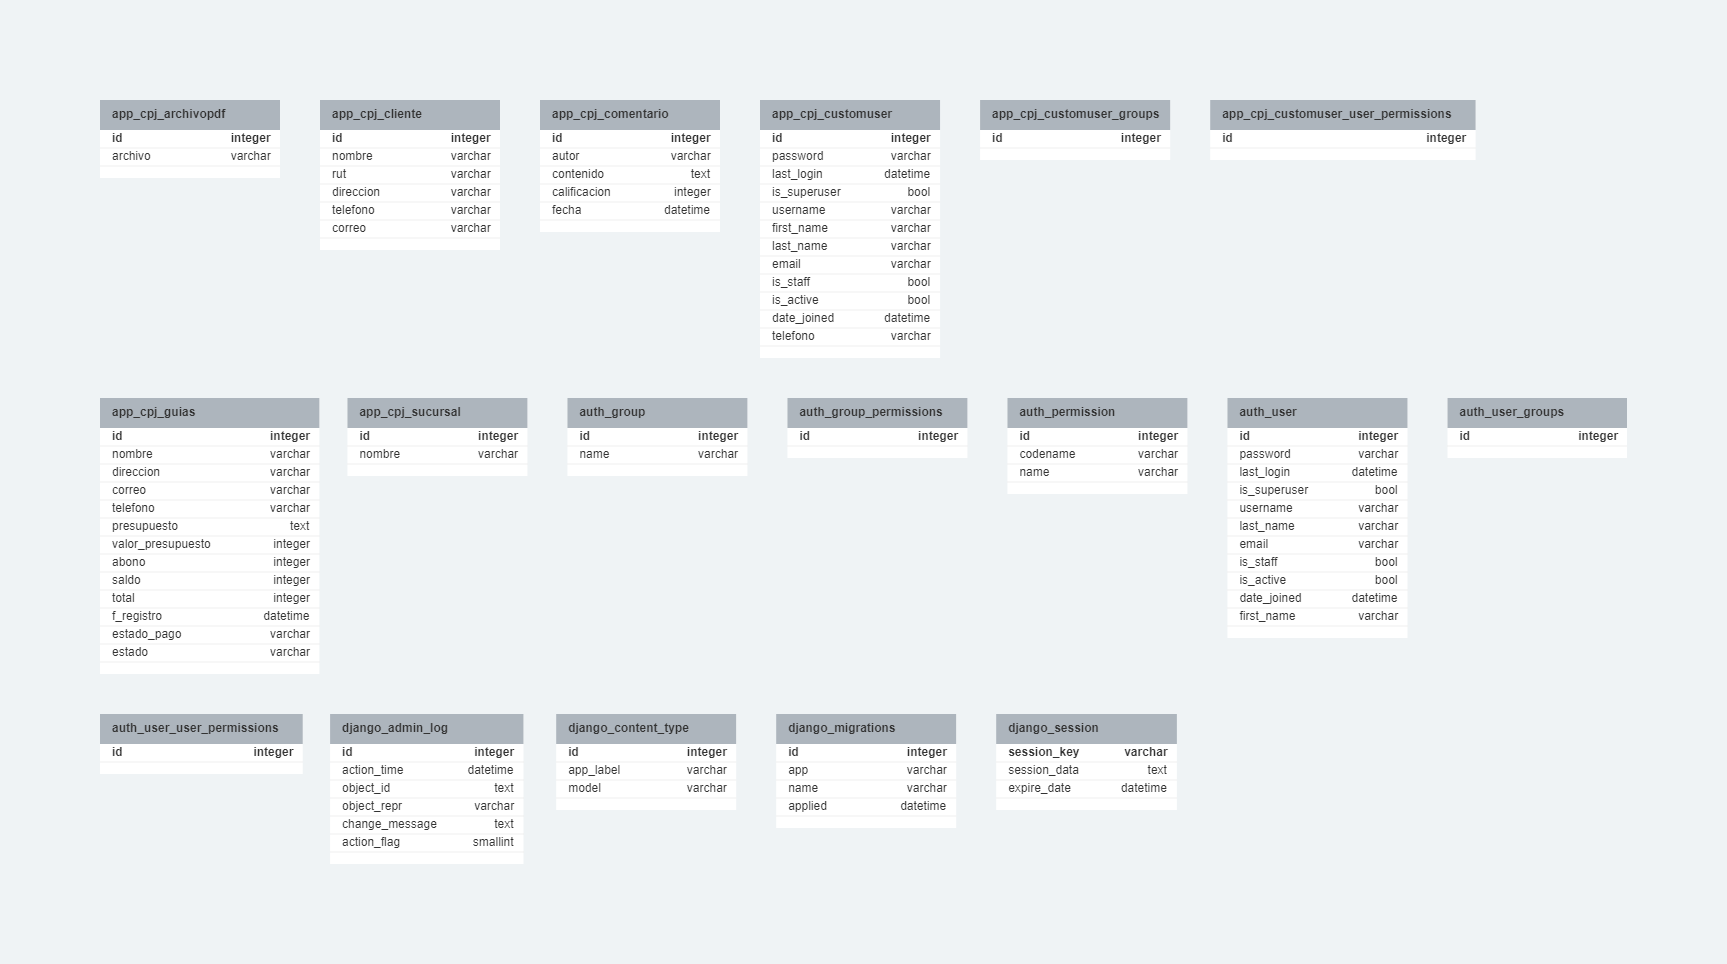 app_cpj_archivopdf
id integer
archivo varchar
app_cpj_cliente
id integer
nombre varchar
rut varchar
direccion varchar
telefono varchar
correo varchar
app_cpj_comentario
id integer
autor varchar
contenido text
calificacion integer
fecha datetime
app_cpj_customuser
id integer
password varchar
last_login datetime
is_superuser bool
username varchar
first_name varchar
last_name varchar
email varchar
is_staff bool
is_active bool
date_joined datetime
telefono varchar
app_cpj_customuser_groups
id integer
app_cpj_customuser_user_permissions
id integer
app_cpj_guias
id integer
nombre varchar
direccion varchar
correo varchar
telefono varchar
presupuesto text
valor_presupuesto integer
abono integer
saldo integer
total integer
f_registro datetime
estado_pago varchar
estado varchar
app_cpj_sucursal
id integer
nombre varchar
auth_group
id integer
name varchar
auth_group_permissions
id integer
auth_permission
id integer
codename varchar
name varchar
auth_user
id integer
password varchar
last_login datetime
is_superuser bool
username varchar
last_name varchar
email varchar
is_staff bool
is_active bool
date_joined datetime
first_name varchar
auth_user_groups
id integer
auth_user_user_permissions
id integer
django_admin_log
id integer
action_time datetime
object_id text
object_repr varchar
change_message text
action_flag smallint
django_content_type
id integer
app_label varchar
model varchar
django_migrations
id integer
app varchar
name varchar
applied datetime
django_session
session_key varchar
session_data text
expire_date datetime